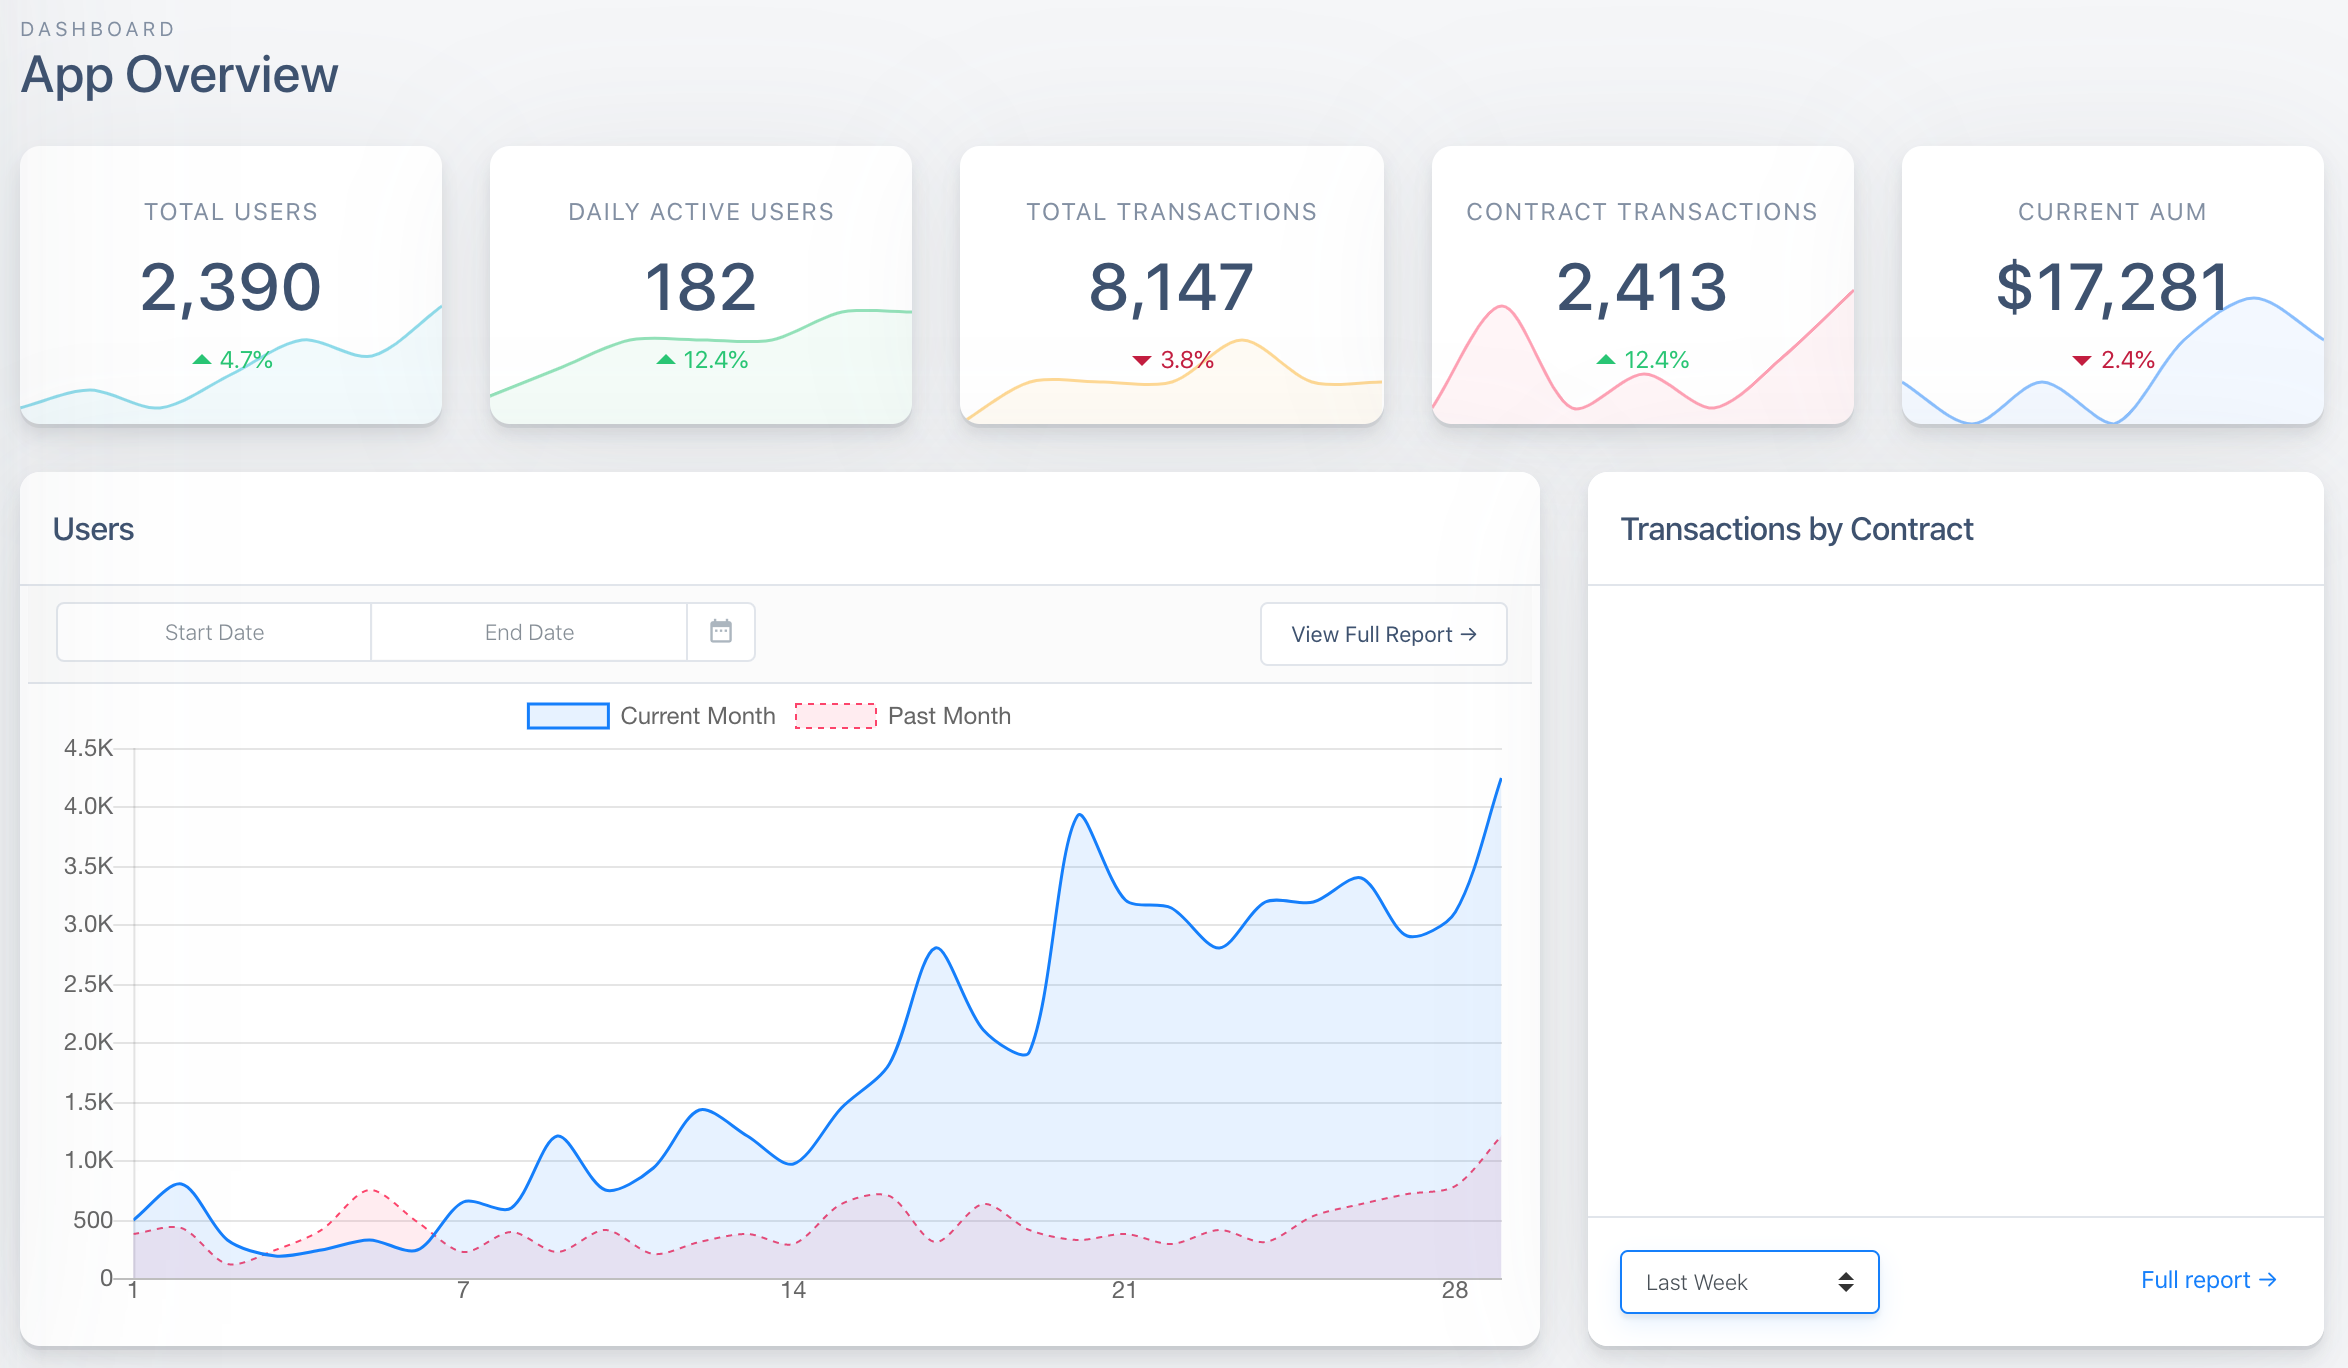 DASHBOARD
App Overview
TOTAL USERS
2,390
4.7%
DAILY ACTIVE USERS
182
12.4%
TOTAL TRANSACTIONS
8,147
3.8%
CONTRACT TRANSACTIONS
2,413
12.4%
CURRENT AUM
$17,281
2.4%
Users
Start Date
End Date
View Full Report →
Current Month
Past Month
4.5K
4.0K
3.5K
3.0K
2.5K
2.0K
1.5K
1.0K
500
0
1 7 14 21 28
Transactions by Contract
Last Week
Full report →